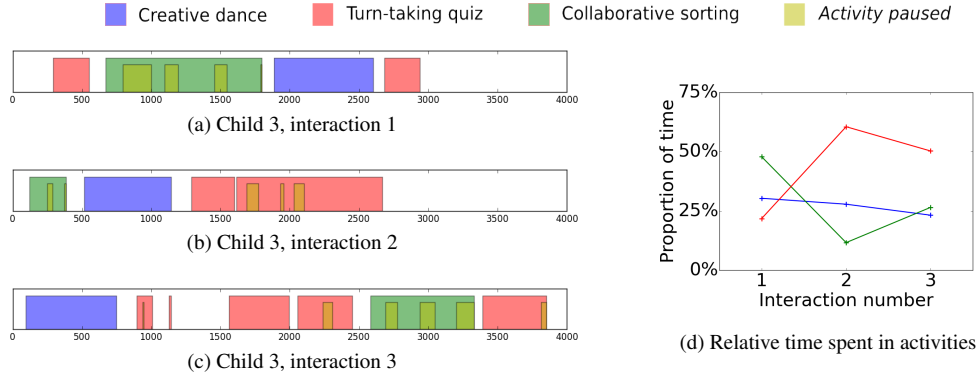 Creative dance Turn-taking quiz Collaborative sorting Activity paused
0 500 1000 1500 2000 2500 3000 3500 4000
(a) Child 3, interaction 1
0 500 1000 1500 2000 2500 3000 3500 4000
(b) Child 3, interaction 2
0 500 1000 1500 2000 2500 3000 3500 4000
(c) Child 3, interaction 3
Proportion of time
75%
50%
25%
0%
1 2 3
Interaction number
(d) Relative time spent in activities